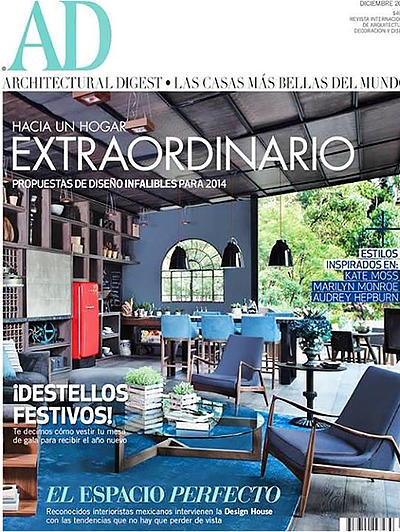 AD
DICIEMBRE 20
REVISTA INTERNACION
DE ARQUITECTU
DECORACIÓN Y DISE
ARCHITECTURAL DIGEST • LAS CASAS MÁS BELLAS DEL MUNDO
HACIA UN HOGAR
EXTRAORDINARIO
PROPUESTAS DE DISEÑO INFALIBLES PARA 2014
ESTILOS
INSPIRADOS EN:
KATE MOSS
MARILYN MONROE
AUDREY HEPBURN
¡DESTELLOS
FESTIVOS!
Te decimos cómo vestir tu mesa
de gala para recibir el año nuevo
EL ESPACIO PERFECTO
Reconocidos interioristas mexicanos intervienen la Design House
con las tendencias que no hay que perder de vista